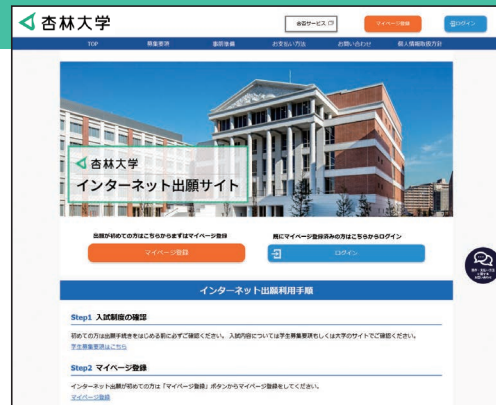 杏林大学
合否サービス
マイページ登録
ログイン
TOP
募集要項
事前準備
お支払い方法
お問い合わせ
個人情報取扱方針
杏林大学
インターネット出願サイト
出願が初めての方はこちらからまずはマイページ登録
既にマイページ登録済みの方はこちらからログイン
マイページ登録
ログイン
インターネット出願利用手順
Step1 入試制度の確認
初めての方は出願手続きをはじめる前に必ずご確認ください。 入試内容については学生募集要項もしくは大学のサイトでご確認ください。
学生募集要項はこちら
Step2 マイページ登録
インターネット出願が初めての方は「マイページ登録」ボタンからマイページ登録をしてください。
マイページ登録